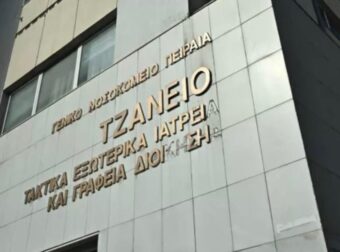 ΓΕΝΙΚΟ ΝΟΣΟΚΟΜΕΙΟ ΠΕΙΡΑΙΑ
ΤΖΑΝΕΙΟ
ΤΑΚΤΙΚΑ ΕΞΩΤΕΡΙΚΑ ΙΑΤΡΕΙΑ
ΚΑΙ ΓΡΑΦΕΙΑ ΔΙΟΙΚΗΣΗΣ